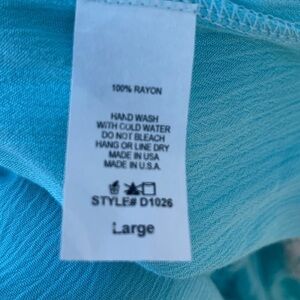 100% RAYON
HAND WASH
WITH COLD WATER
DO NOT BLEACH
HANG OR LINE DRY
MADE IN USA
MADE IN U.S.A.
STYLE# D1026
Large